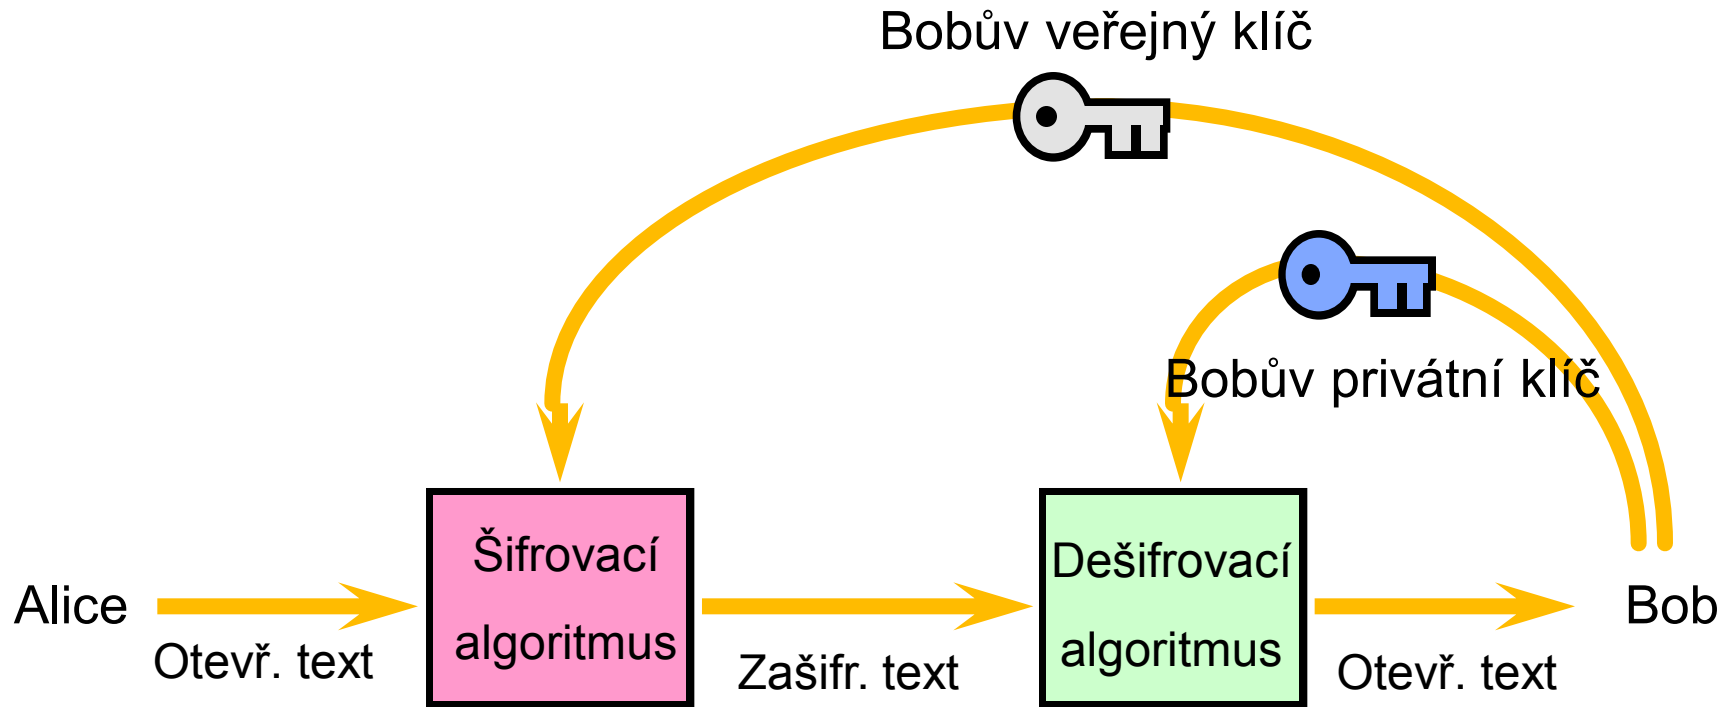 Bobův veřejný klíč
Bobův privátní klíč
Šifrovací
algoritmus
Dešifrovací
algoritmus
Alice
Bob
Otevř. text
Zašifr. text
Otevř. text